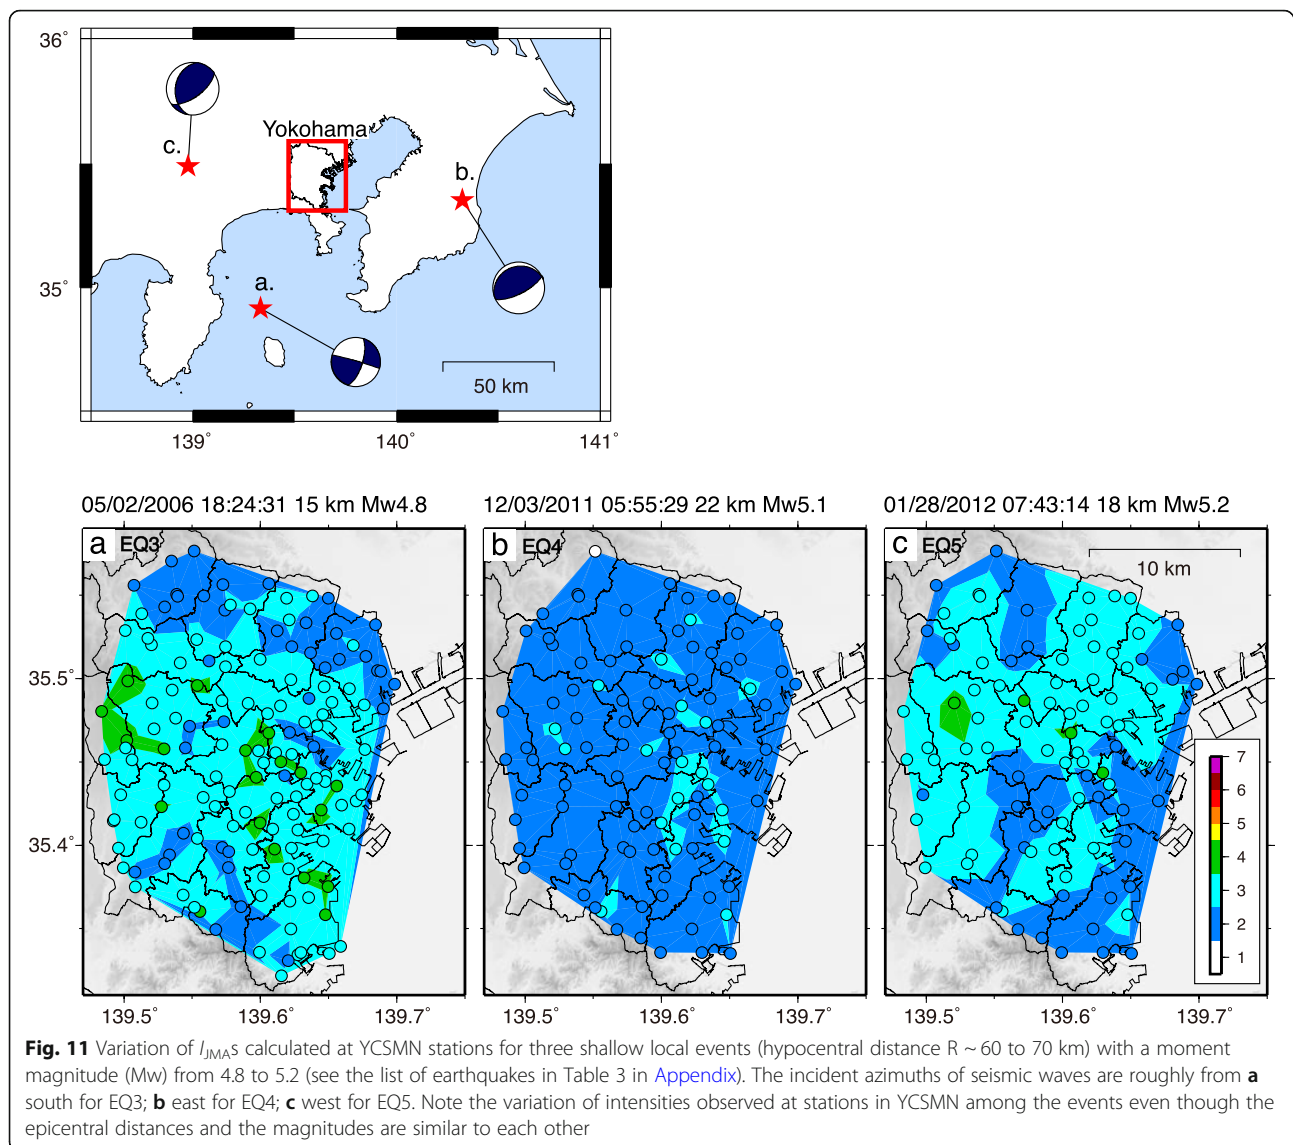 36°
c.
Yokohama
b.
35°
a.
50 km
139° 140° 141°
05/02/2006 18:24:31 15 km Mw4.8
12/03/2011 05:55:29 22 km Mw5.1
01/28/2012 07:43:14 18 km Mw5.2
a EQ3
b EQ4
c EQ5
10 km
35.5°
35.4°
7
6
5
4
3
2
1
139.5° 139.6° 139.7°
139.5° 139.6° 139.7°
139.5° 139.6° 139.7°
Fig. 11 Variation of IJMAs calculated at YCSMN stations for three shallow local events (hypocentral distance R ~ 60 to 70 km) with a moment
magnitude (Mw) from 4.8 to 5.2 (see the list of earthquakes in Table 3 in Appendix). The incident azimuths of seismic waves are roughly from a
south for EQ3; b east for EQ4; c west for EQ5. Note the variation of intensities observed at stations in YCSMN among the events even though the
epicentral distances and the magnitudes are similar to each other